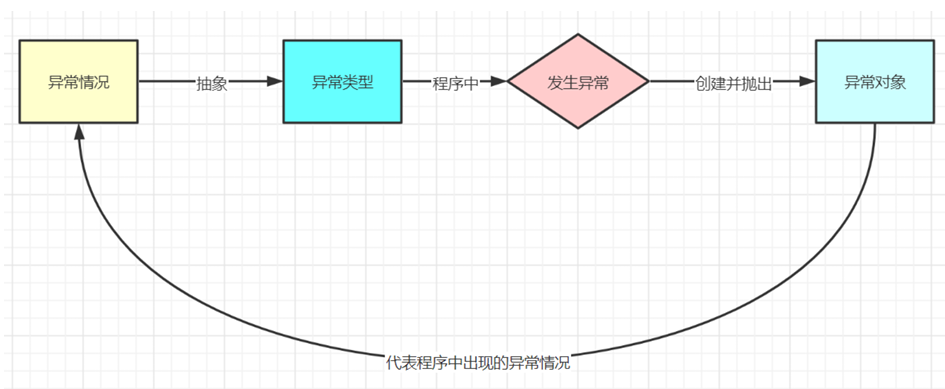 异常情况
抽象
异常类型
程序中
发生异常
创建并抛出
异常对象
代表程序中出现的异常情况